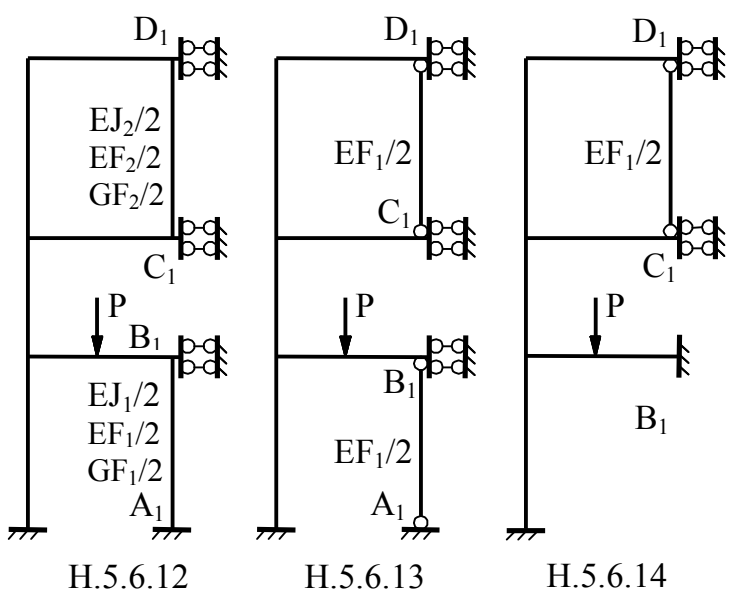 D₁
EJ₂/2
EF₂/2
GF₂/2
C₁
P
B₁
EJ₁/2
EF₁/2
GF₁/2
A₁
H.5.6.12
D₁
EF₁/2
C₁
P
B₁
EF₁/2
A₁
H.5.6.13
D₁
EF₁/2
C₁
P
B₁
H.5.6.14